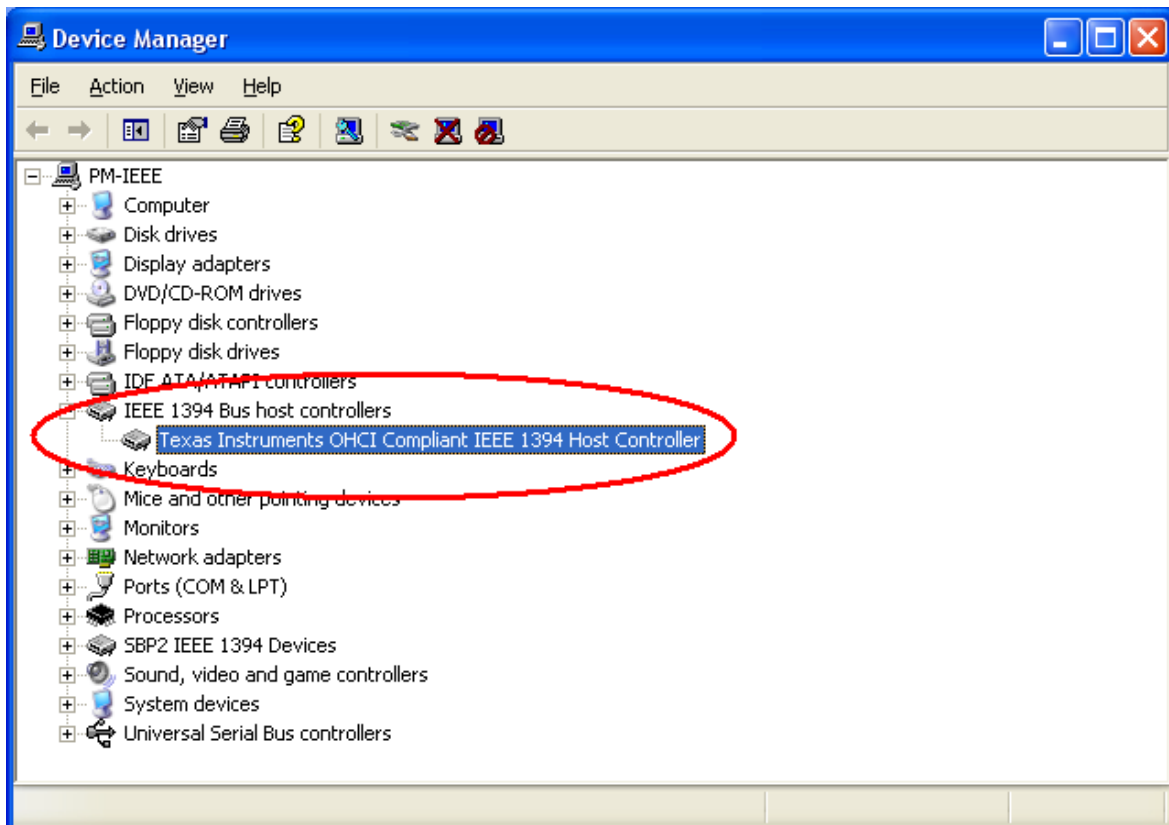 Device Manager
File Action View Help
PM-IEEE
Computer
Disk drives
Display adapters
DVD/CD-ROM drives
Floppy disk controllers
Floppy disk drives
IDE ATA/ATAPI controllers
IEEE 1394 Bus host controllers
Texas Instruments OHCI Compliant IEEE 1394 Host Controller
Keyboards
Mice and other pointing devices
Monitors
Network adapters
Ports (COM & LPT)
Processors
SBP2 IEEE 1394 Devices
Sound, video and game controllers
System devices
Universal Serial Bus controllers